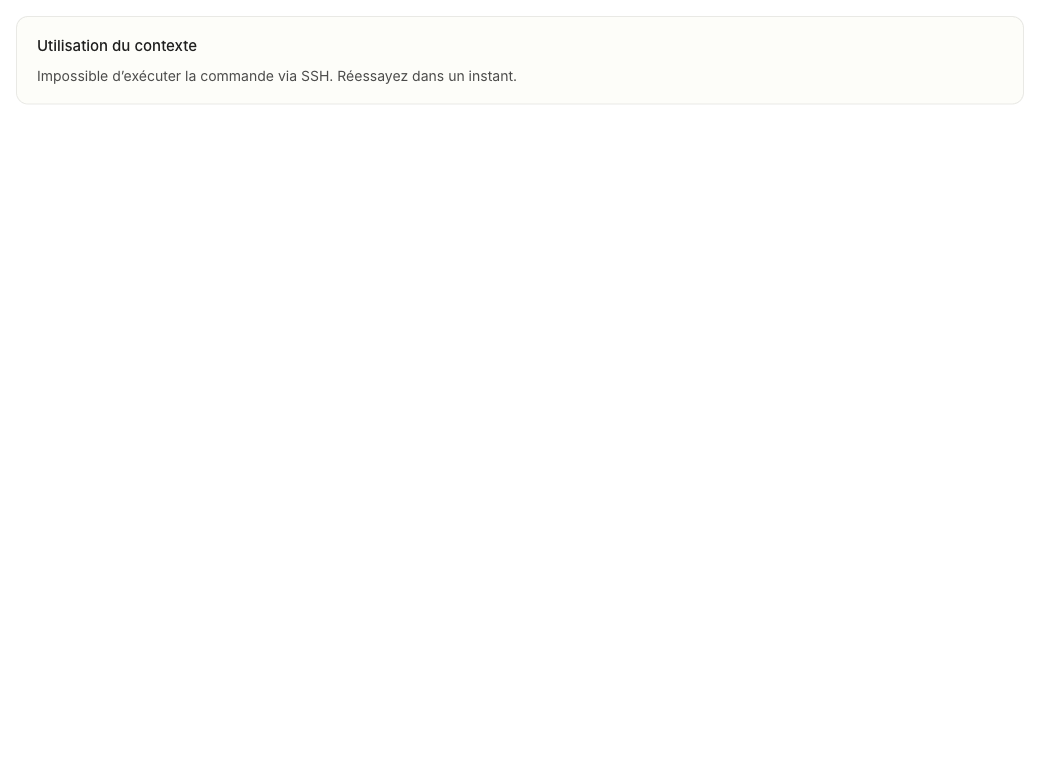 Utilisation du contexte
Impossible d’exécuter la commande via SSH. Réessayez dans un instant.